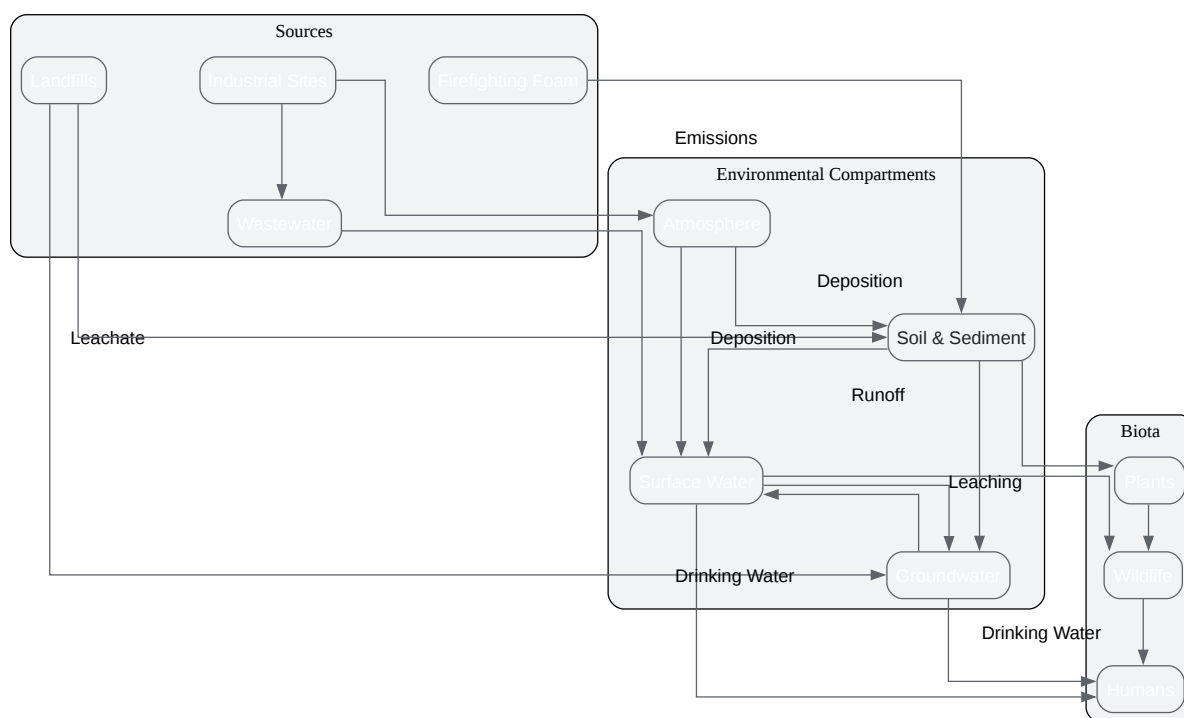 Sources
Landfills
Industrial Sites
Firefighting Foam
Emissions
Environmental Compartments
Wastewater
Atmosphere
Deposition
Leachate
Deposition
Soil & Sediment
Runoff
Biota
Surface Water
Leaching
Plants
Drinking Water
Groundwater
Wildlife
Drinking Water
Humans